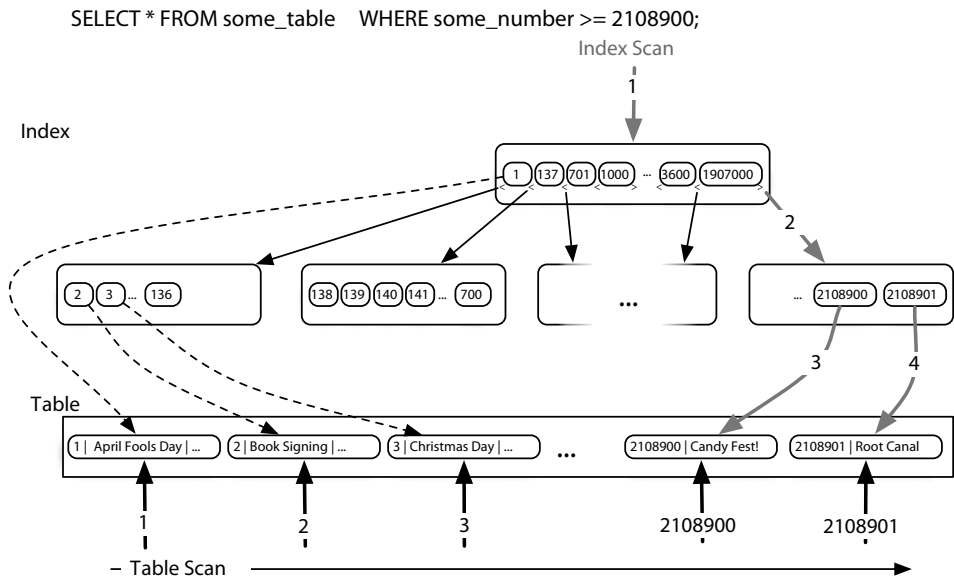 SELECT * FROM some_table WHERE some_number >= 2108900;
Index Scan
1
Index
1 137 701 1000 ... 3600 1907000
< < < < > < >
2
2 3 ... 136
138 139 140 141 ... 700
...
... 2108900 2108901
3 4
Table
1 | April Fools Day | ... 2 | Book Signing | ... 3 | Christmas Day | ... ... 2108900 | Candy Fest! 2108901 | Root Canal
1 2 3 2108900 2108901
Table Scan